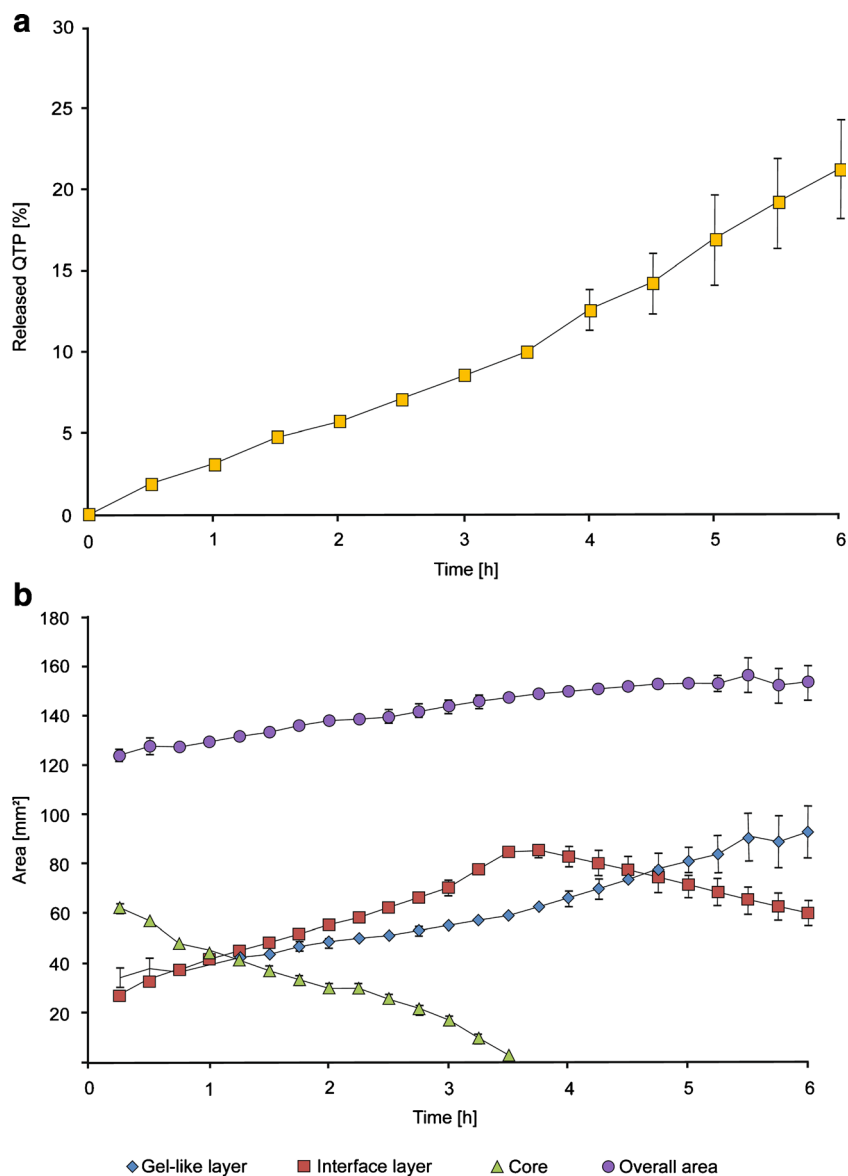 a
30
25
20
15
10
5
0
Released QTP [%]
0 1 2 3 4 5 6
Time [h]
b
180
160
140
120
100
80
60
40
20
Area [mm²]
0 1 2 3 4 5 6
Time [h]
Gel-like layer Interface layer Core Overall area